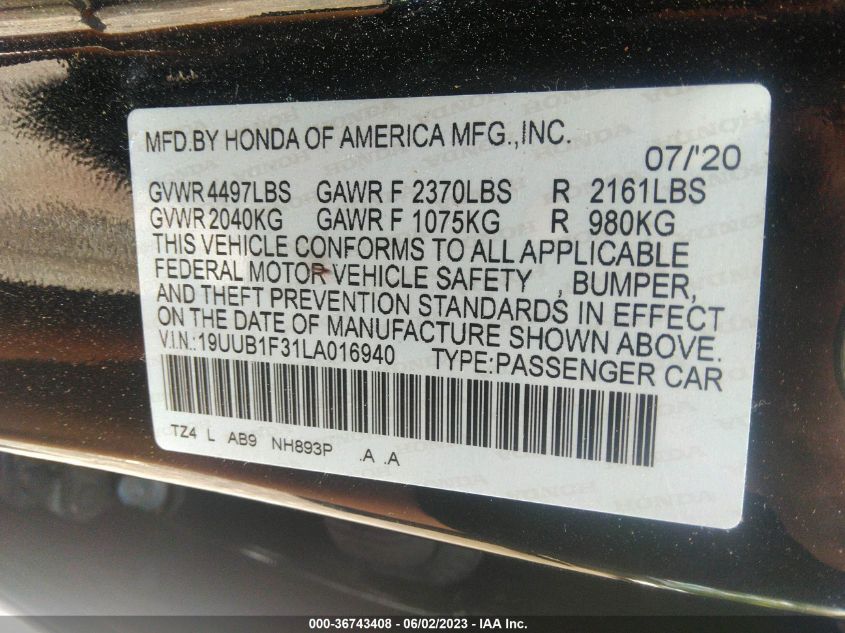 MFD.BY HONDA OF AMERICA MFG.,INC.
07/'20
GVWR 4497LBS GAWR F 2370LBS R 2161LBS
GVWR 2040KG GAWR F 1075KG R 980KG
THIS VEHICLE CONFORMS TO ALL APPLICABLE
FEDERAL MOTOR VEHICLE SAFETY , BUMPER,
AND THEFT PREVENTION STANDARDS IN EFFECT
ON THE DATE OF MANUFACTURE SHOWN ABOVE.
V.I.N.:19UUB1F31LA016940 TYPE:PASSENGER CAR
TZ4 L AB9 NH893P .A .A
000-36743408 - 06/02/2023 - IAA Inc.